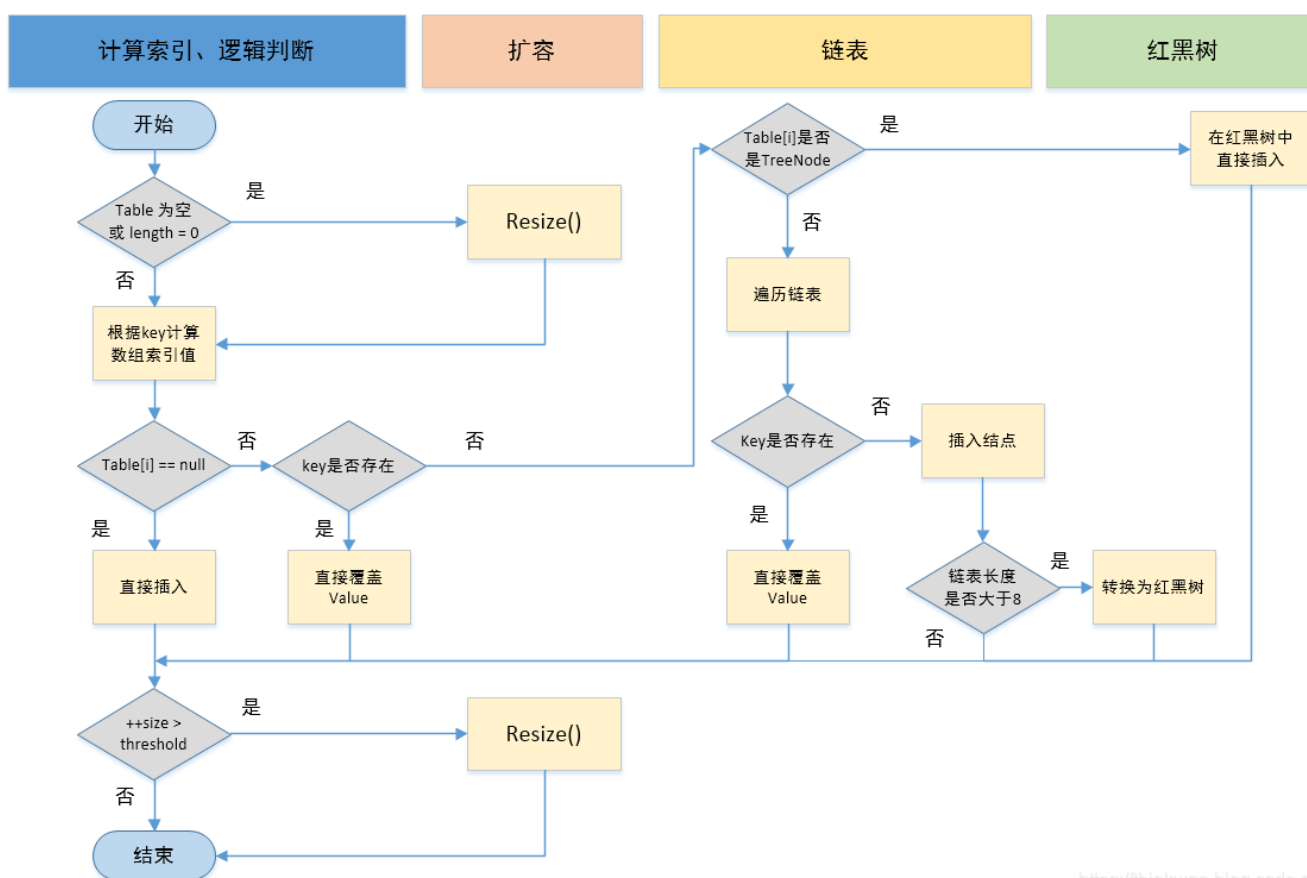 计算索引、逻辑判断
扩容
链表
红黑树
开始
Table 为空
或 length = 0
是
Resize()
否
根据key计算
数组索引值
Table[i] == null
否
key是否存在
否
是
直接插入
是
直接覆盖
Value
Table[i]是否
是TreeNode
是
在红黑树中
直接插入
否
遍历链表
Key是否存在
否
插入结点
是
直接覆盖
Value
链表长度
是否大于8
是
转换为红黑树
否
++size >
threshold
是
Resize()
否
结束